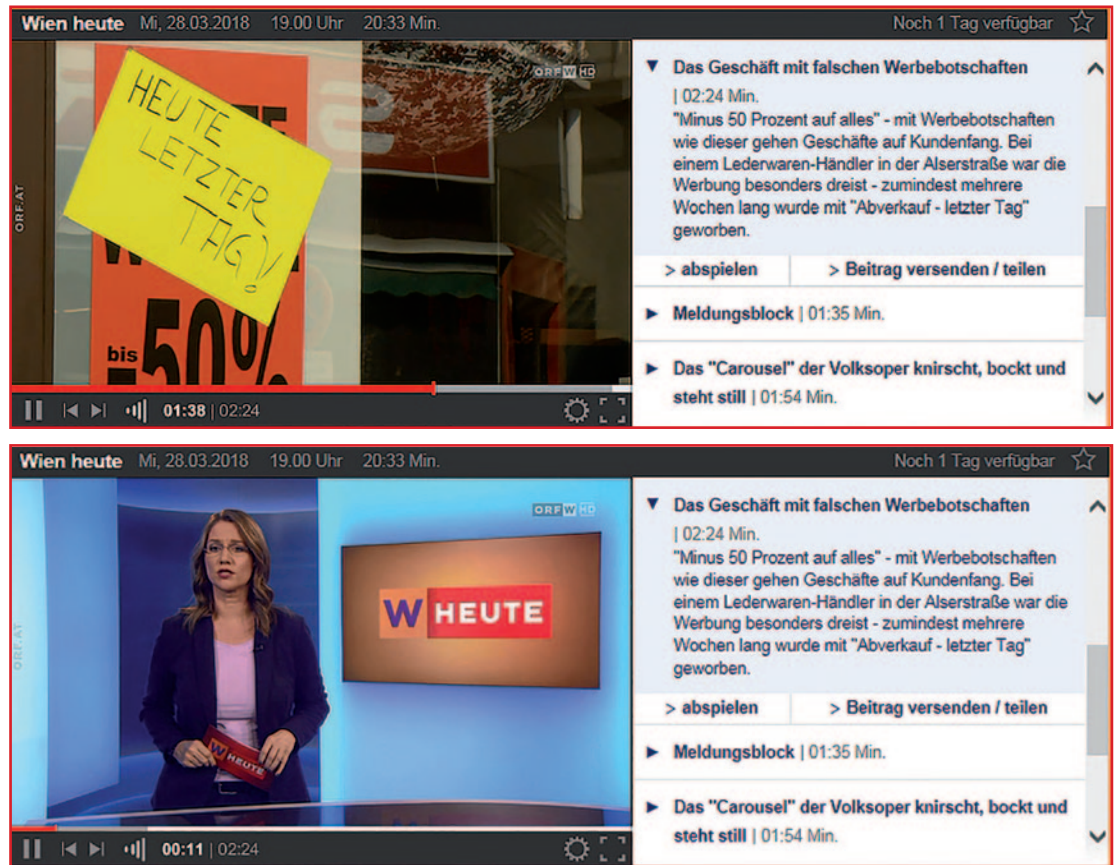 Wien heute Mi, 28.03.2018 19.00 Uhr 20:33 Min. Noch 1 Tag verfügbar
ORF W HD
HEUTE
LETZTER
TAG!
bis
50%
ORF.AT
01:38 | 02:24
Das Geschäft mit falschen Werbebotschaften
| 02:24 Min.
"Minus 50 Prozent auf alles" - mit Werbebotschaften
wie dieser gehen Geschäfte auf Kundenfang. Bei
einem Lederwaren-Händler in der Alserstraße war die
Werbung besonders dreist - zumindest mehrere
Wochen lang wurde mit "Abverkauf - letzter Tag"
geworben.
> abspielen > Beitrag versenden / teilen
Meldungsblock | 01:35 Min.
Das "Carousel" der Volksoper knirscht, bockt und
steht still | 01:54 Min.
Wien heute Mi, 28.03.2018 19.00 Uhr 20:33 Min. Noch 1 Tag verfügbar
ORF W HD
W HEUTE
W HEUTE
ORF.AT
00:11 | 02:24
Das Geschäft mit falschen Werbebotschaften
| 02:24 Min.
"Minus 50 Prozent auf alles" - mit Werbebotschaften
wie dieser gehen Geschäfte auf Kundenfang. Bei
einem Lederwaren-Händler in der Alserstraße war die
Werbung besonders dreist - zumindest mehrere
Wochen lang wurde mit "Abverkauf - letzter Tag"
geworben.
> abspielen > Beitrag versenden / teilen
Meldungsblock | 01:35 Min.
Das "Carousel" der Volksoper knirscht, bockt und
steht still | 01:54 Min.